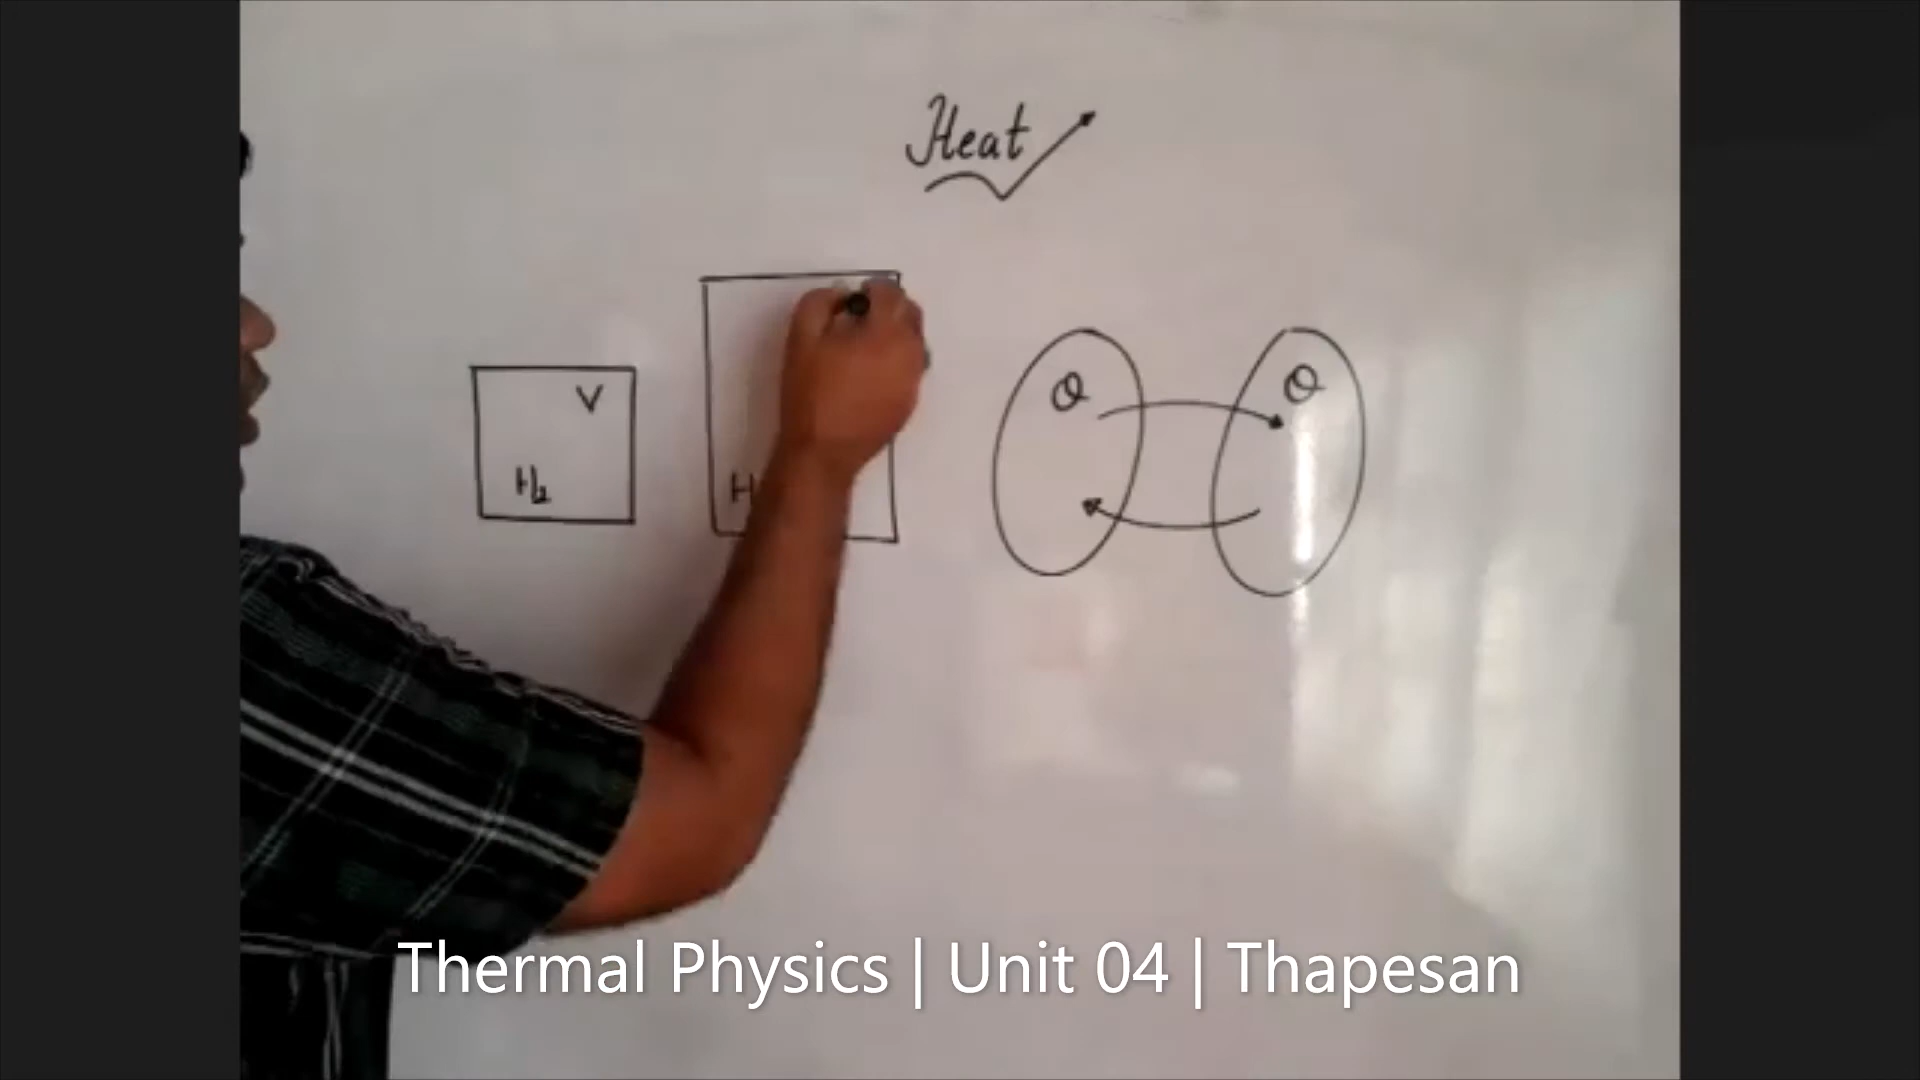 Heat
V
H₂
H
θ
θ
Thermal Physics | Unit 04 | Thapesan